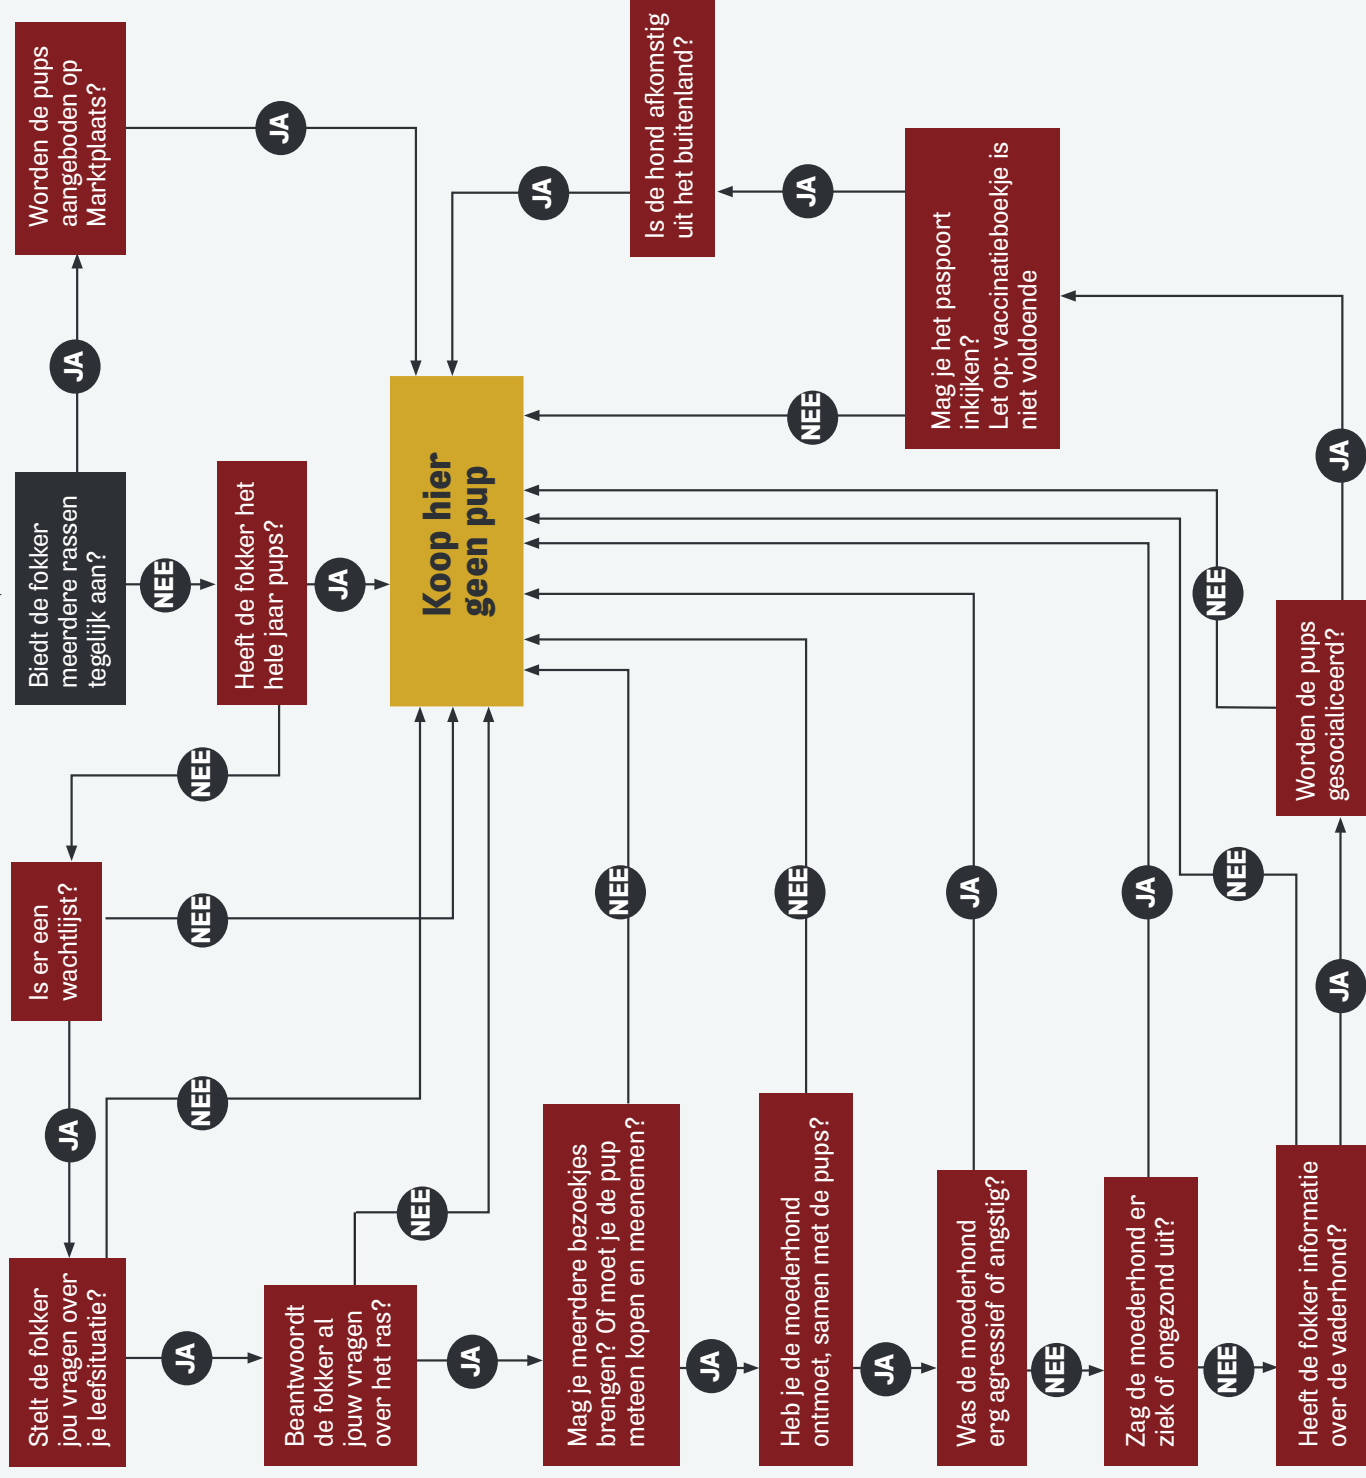 Biedt de fokker
meerdere rassen
tegelijk aan?
JA
Worden de pups
aangeboden op
Marktplaats?
JA
NEE
Heeft de fokker het
hele jaar pups?
JA
NEE
Is er een
wachtlijst?
NEE
JA
Stelt de fokker
jou vragen over
je leefsituatie?
NEE
JA
Beantwoordt
de fokker al
jouw vragen
over het ras?
NEE
JA
Mag je meerdere bezoekjes
brengen? Of moet je de pup
meteen kopen en meenemen?
NEE
JA
Heb je de moederhond
ontmoet, samen met de pups?
NEE
JA
Was de moederhond
erg agressief of angstig?
JA
NEE
Zag de moederhond er
ziek of ongezond uit?
JA
NEE
Heeft de fokker informatie
over de vaderhond?
NEE
JA
Worden de pups
gesocialiceerd?
NEE
JA
Mag je het paspoort
inkijken?
Let op: vaccinatieboekje is
niet voldoende
NEE
JA
Is de hond afkomstig
uit het buitenland?
JA
Koop hier
geen pup